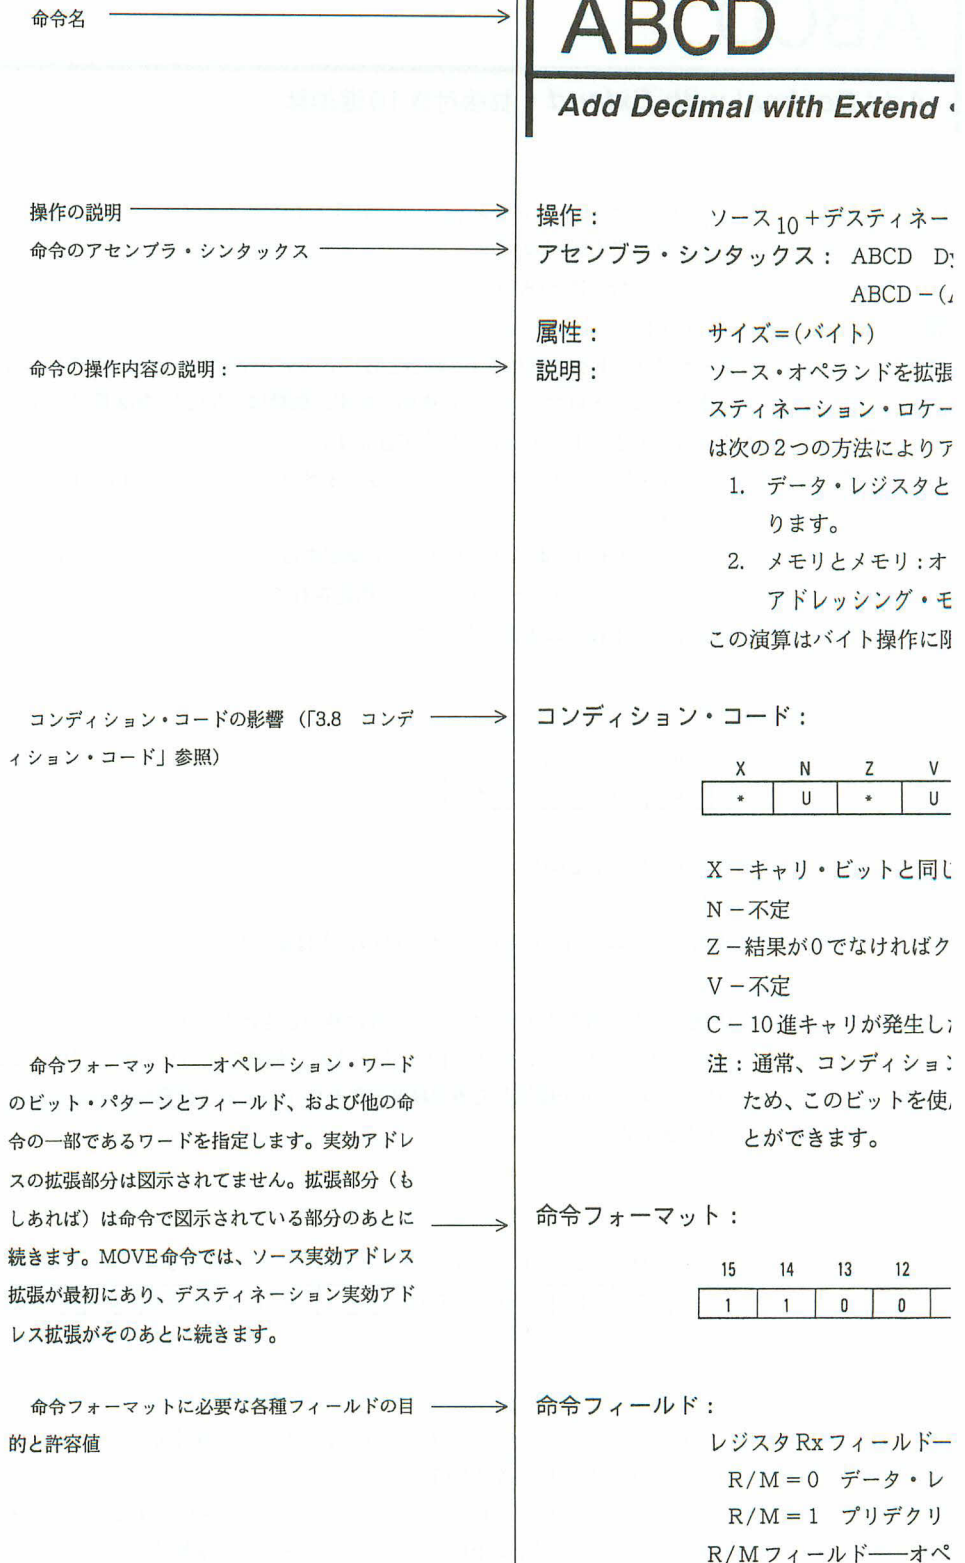 命令名
ABCD
Add Decimal with Extend
操作の説明
操作： ソース10＋デスティネー
命令のアセンブラ・シンタックス
アセンブラ・シンタックス： ABCD
ABCD－(
属性： サイズ＝(バイト)
命令の操作内容の説明：
説明： ソース・オペランドを拡張
スティネーション・ロケー
は次の2つの方法によりア
1. データ・レジスタと
ります。
2. メモリとメモリ：オ
アドレッシング・モ
この演算はバイト操作に
コンディション・コードの影響（「3.8 コンデ
ィション・コード」参照）
コンディション・コード：
X N Z V
* U * U
X－キャリ・ビットと同じ
N－不定
Z－結果が0でなければク
V－不定
C－10進キャリが発生し
命令フォーマット――オペレーション・ワード
のビット・パターンとフィールド、および他の命
令の一部であるワードを指定します。実効アドレ
スの拡張部分は図示されてません。拡張部分（も
しあれば）は命令で図示されている部分のあとに
続きます。MOVE命令では、ソース実効アドレス
拡張が最初にあり、デスティネーション実効アド
レス拡張がそのあとに続きます。
注：通常、コンディショ
ため、このビットを使
とができます。
命令フォーマット：
15 14 13 12
1 1 0 0
命令フォーマットに必要な各種フィールドの目
的と許容値
命令フィールド：
レジスタRxフィールド―
R/M＝0 データ・レ
R/M＝1 プリデクリ
R/Mフィールド――オペ